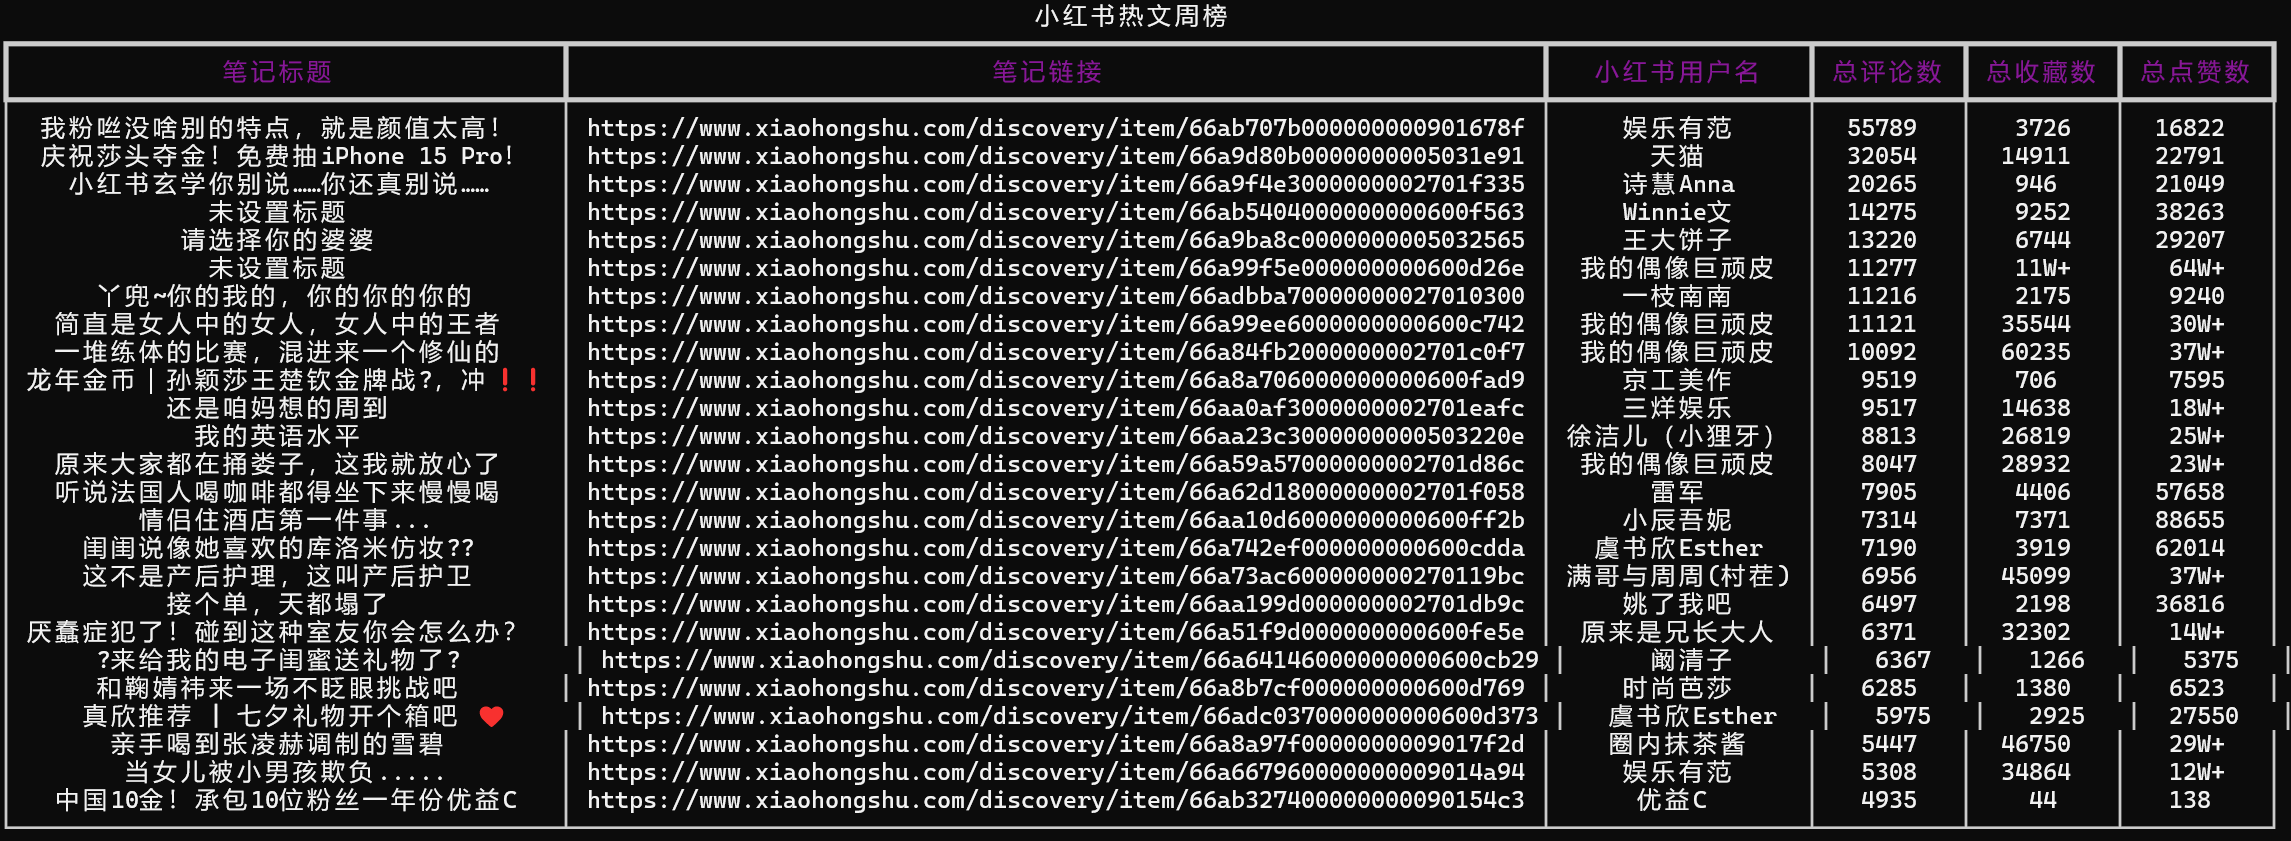 小红书热文周榜
笔记标题 笔记链接 小红书用户名 总评论数 总收藏数 总点赞数
我粉咝没啥别的特点，就是颜值太高！ https://www.xiaohongshu.com/discovery/item/66ab707b000000000901678f 娱乐有范 55789 3726 16822
庆祝莎头夺金！免费抽iPhone 15 Pro！ https://www.xiaohongshu.com/discovery/item/66a9d80b0000000005031e91 天猫 32054 14911 22791
小红书玄学你别说……你还真别说…… https://www.xiaohongshu.com/discovery/item/66a9f4e3000000002701f335 诗慧Anna 20265 946 21049
未设置标题 https://www.xiaohongshu.com/discovery/item/66ab5404000000000600f563 Winnie文 14275 9252 38263
请选择你的婆婆 https://www.xiaohongshu.com/discovery/item/66a9ba8c0000000005032565 王大饼子 13220 6744 29207
未设置标题 https://www.xiaohongshu.com/discovery/item/66a99f5e000000000600d26e 我的偶像巨顽皮 11277 11W+ 64W+
丫兜~你的我的，你的你的你的 https://www.xiaohongshu.com/discovery/item/66adbba70000000027010300 一枝南南 11216 2175 9240
简直是女人中的女人，女人中的王者 https://www.xiaohongshu.com/discovery/item/66a99ee6000000000600c742 我的偶像巨顽皮 11121 35544 30W+
一堆练体的比赛，混进来一个修仙的 https://www.xiaohongshu.com/discovery/item/66a84fb2000000002701c0f7 我的偶像巨顽皮 10092 60235 37W+
龙年金币｜孙颖莎王楚钦金牌战?，冲❗❗ https://www.xiaohongshu.com/discovery/item/66a8a706000000000600fad9 京工美作 9519 706 7595
还是咱妈想的周到 https://www.xiaohongshu.com/discovery/item/66aa0af3000000002701eafc 三烊娱乐 9517 14638 18W+
我的英语水平 https://www.xiaohongshu.com/discovery/item/66aa23c3000000000503220e 徐洁儿（小狸牙） 8813 26819 25W+
原来大家都在捅娄子，这我就放心了 https://www.xiaohongshu.com/discovery/item/66a59a57000000002701d86c 我的偶像巨顽皮 8047 28932 23W+
听说法国人喝咖啡都得坐下来慢慢喝 https://www.xiaohongshu.com/discovery/item/66a62d18000000002701f058 雷军 7905 4406 57658
情侣住酒店第一件事... https://www.xiaohongshu.com/discovery/item/66aa10d6000000000600ff2b 小辰吾妮 7314 7371 88655
闺闺说像她喜欢的库洛米仿妆?? https://www.xiaohongshu.com/discovery/item/66a742ef000000000600cdda 虞书欣Esther 7190 3919 62014
这不是产后护理，这叫产后护卫 https://www.xiaohongshu.com/discovery/item/66a73ac600000000270119bc 满哥与周周(村茬) 6956 45099 37W+
接个单，天都塌了 https://www.xiaohongshu.com/discovery/item/66aa199d000000002701db9c 姚了我吧 6497 2198 36816
厌蠢症犯了！碰到这种室友你会怎么办？ https://www.xiaohongshu.com/discovery/item/66a51f9d000000000600fe5e 原来是兄长大人 6371 32302 14W+
?来给我的电子闺蜜送礼物了? https://www.xiaohongshu.com/discovery/item/66a64146000000000600cb29 阚清子 6367 1266 5375
和鞠婧祎来一场不眨眼挑战吧 https://www.xiaohongshu.com/discovery/item/66a8b7cf000000000600d769 时尚芭莎 6285 1380 6523
真欣推荐 | 七夕礼物开个箱吧 ❤ https://www.xiaohongshu.com/discovery/item/66adc037000000000600d373 虞书欣Esther 5975 2925 27550
亲手喝到张凌赫调制的雪碧 https://www.xiaohongshu.com/discovery/item/66a8a97f0000000009017f2d 圈内抹茶酱 5447 46750 29W+
当女儿被小男孩欺负..... https://www.xiaohongshu.com/discovery/item/66a667960000000009014a94 娱乐有范 5308 34864 12W+
中国10金！承包10位粉丝一年份优益C https://www.xiaohongshu.com/discovery/item/66ab327400000000090154c3 优益C 4935 44 138